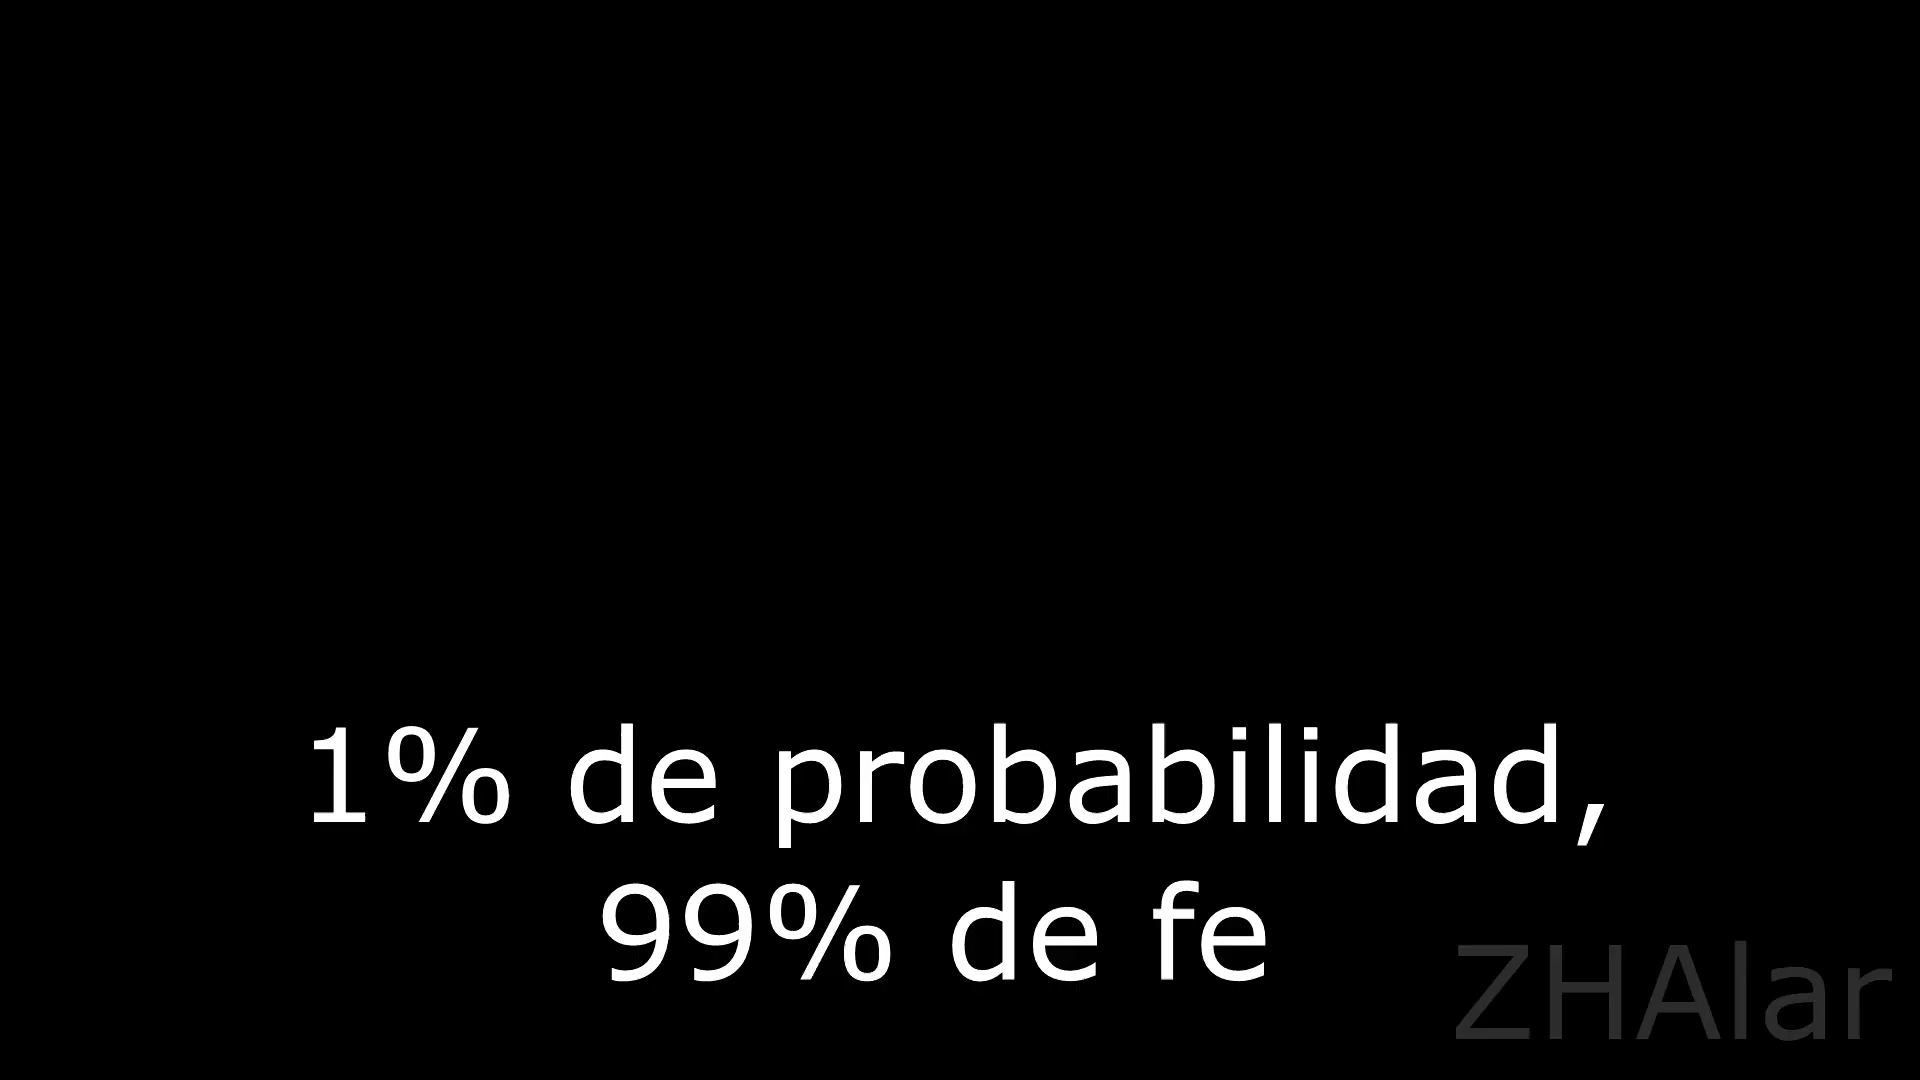 1% de probabilidad,
99% de fe
ZHAlar